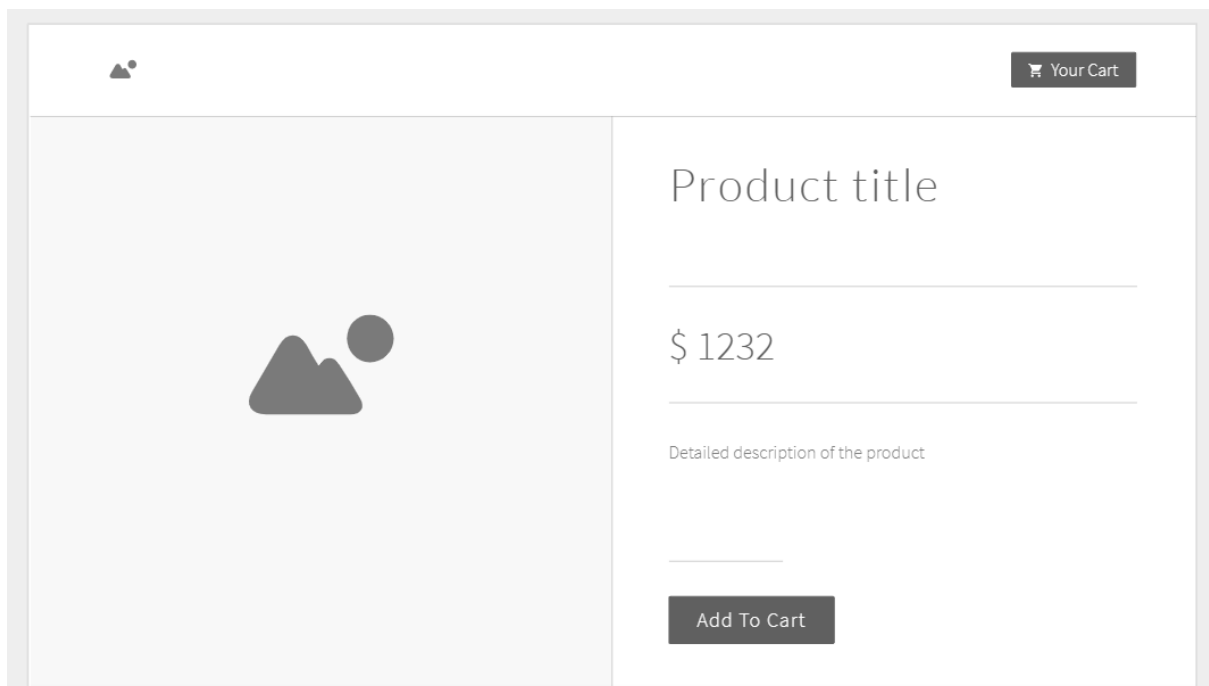 Your Cart
Product title
$ 1232
Detailed description of the product
Add To Cart